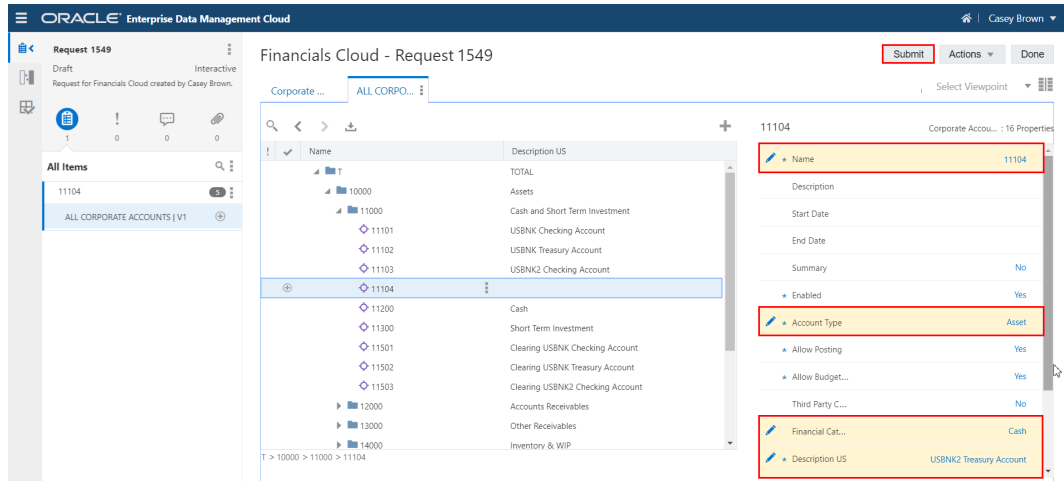 ORACLE Enterprise Data Management Cloud
Casey Brown
Request 1549
Draft Interactive
Request for Financials Cloud created by Casey Brown.
1 0 0 0
All Items
11104 5
ALL CORPORATE ACCOUNTS | V1
Financials Cloud - Request 1549
Submit Actions Done
Corporate ... ALL CORPO...
Select Viewpoint
! Name Description US
T TOTAL
10000 Assets
11000 Cash and Short Term Investment
11101 USBNK Checking Account
11102 USBNK Treasury Account
11103 USBNK2 Checking Account
11104
11200 Cash
11300 Short Term Investment
11501 Clearing USBNK Checking Account
11502 Clearing USBNK Treasury Account
11503 Clearing USBNK2 Checking Account
12000 Accounts Receivables
13000 Other Receivables
14000 Inventory & WIP
T > 10000 > 11000 > 11104
11104 Corporate Accou... : 16 Properties
* Name 11104
Description
Start Date
End Date
Summary No
* Enabled Yes
* Account Type Asset
* Allow Posting Yes
* Allow Budget... Yes
Third Party C... No
Financial Cat... Cash
* Description US USBNK2 Treasury Account